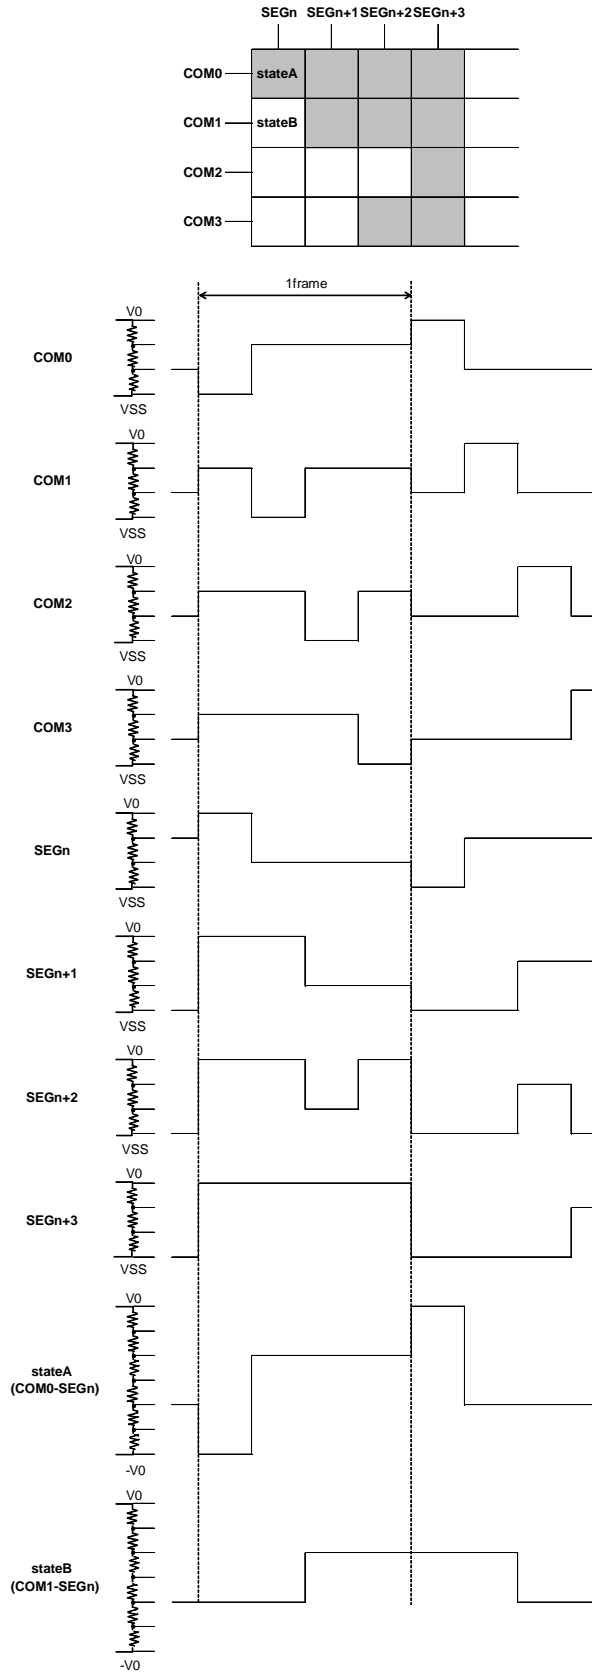 SEGn SEGn+1 SEGn+2 SEGn+3
COM0 stateA
COM1 stateB
COM2
COM3
1frame
V0
COM0
VSS
V0
COM1
VSS
V0
COM2
VSS
V0
COM3
VSS
V0
SEGn
VSS
V0
SEGn+1
VSS
V0
SEGn+2
VSS
V0
SEGn+3
VSS
V0
stateA
(COM0-SEGn)
-V0
V0
stateB
(COM1-SEGn)
-V0